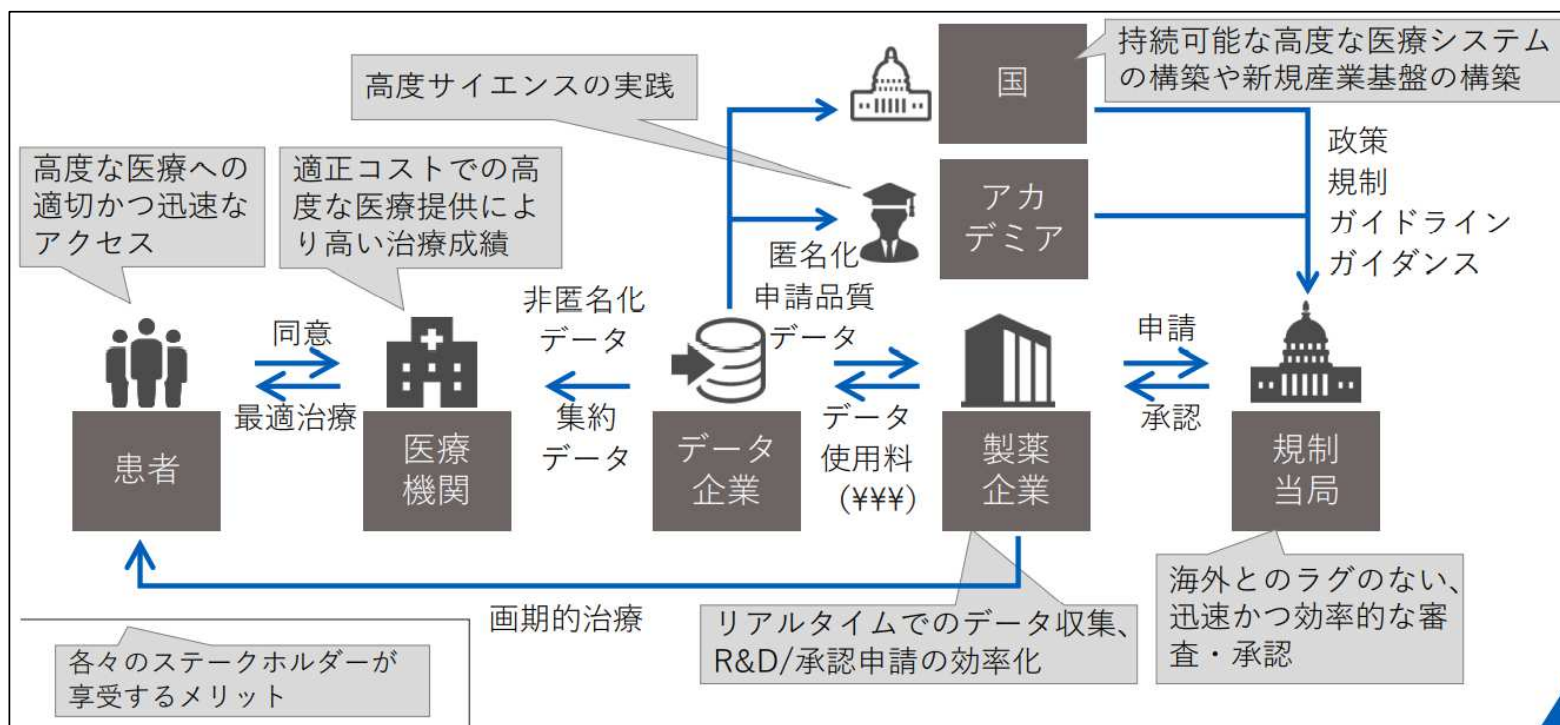 持続可能な高度な医療システム
の構築や新規産業基盤の構築
国
高度サイエンスの実践
高度な医療への
適切かつ迅速な
アクセス
適正コストでの高
度な医療提供によ
り高い治療成績
アカ
デミア
政策
規制
ガイドライン
ガイダンス
同意
最適治療
非匿名化
データ
集約
データ
匿名化
申請品質
データ
データ
使用料
(¥¥¥)
申請
承認
患者
医療
機関
データ
企業
製薬
企業
規制
当局
画期的治療
リアルタイムでのデータ収集、
R&D/承認申請の効率化
海外とのラグのない、
迅速かつ効率的な審
査・承認
各々のステークホルダーが
享受するメリット